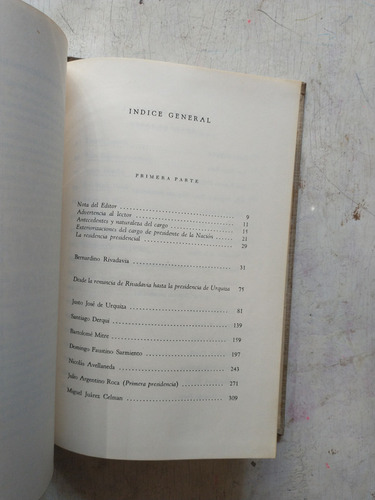 INDICE GENERAL
PRIMERA PARTE
Nota del Editor 9
Advertencia al lector 11
Antecedentes y naturaleza del cargo 15
Exteriorizaciones del cargo de presidente de la Nación 21
La residencia presidencial 29
Bernardino Rivadavia 31
Desde la renuncia de Rivadavia hasta la presidencia de Urquiza 75
Justo José de Urquiza 81
Santiago Derqui 139
Bartolomé Mitre 159
Domingo Faustino Sarmiento 197
Nicolás Avellaneda 243
Julio Argentino Roca (Primera presidencia) 271
Miguel Juárez Celman 309